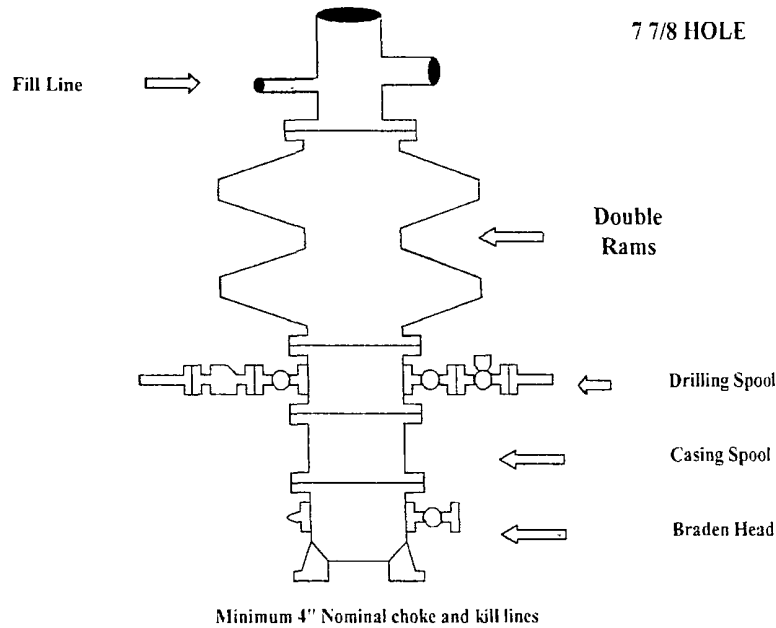 7 7/8 HOLE
Fill Line
Double
Rams
Drilling Spool
Casing Spool
Braden Head
Minimum 4" Nominal choke and kill lines